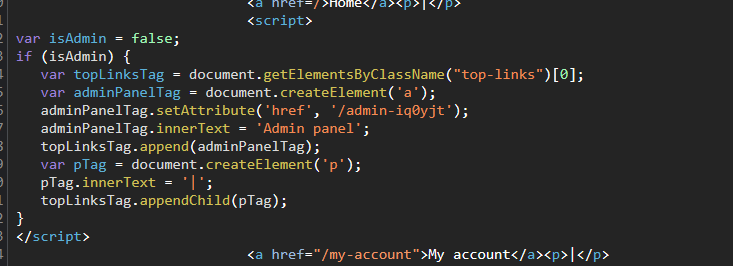 <a href=/>Home</a><p>|</p>
<script>
var isAdmin = false;
if (isAdmin) {
var topLinksTag = document.getElementsByClassName("top-links")[0];
var adminPanelTag = document.createElement('a');
adminPanelTag.setAttribute('href', '/admin-iq0yjt');
adminPanelTag.innerText = 'Admin panel';
topLinksTag.append(adminPanelTag);
var pTag = document.createElement('p');
pTag.innerText = '|';
topLinksTag.appendChild(pTag);
}
</script>
<a href="/my-account">My account</a><p>|</p>